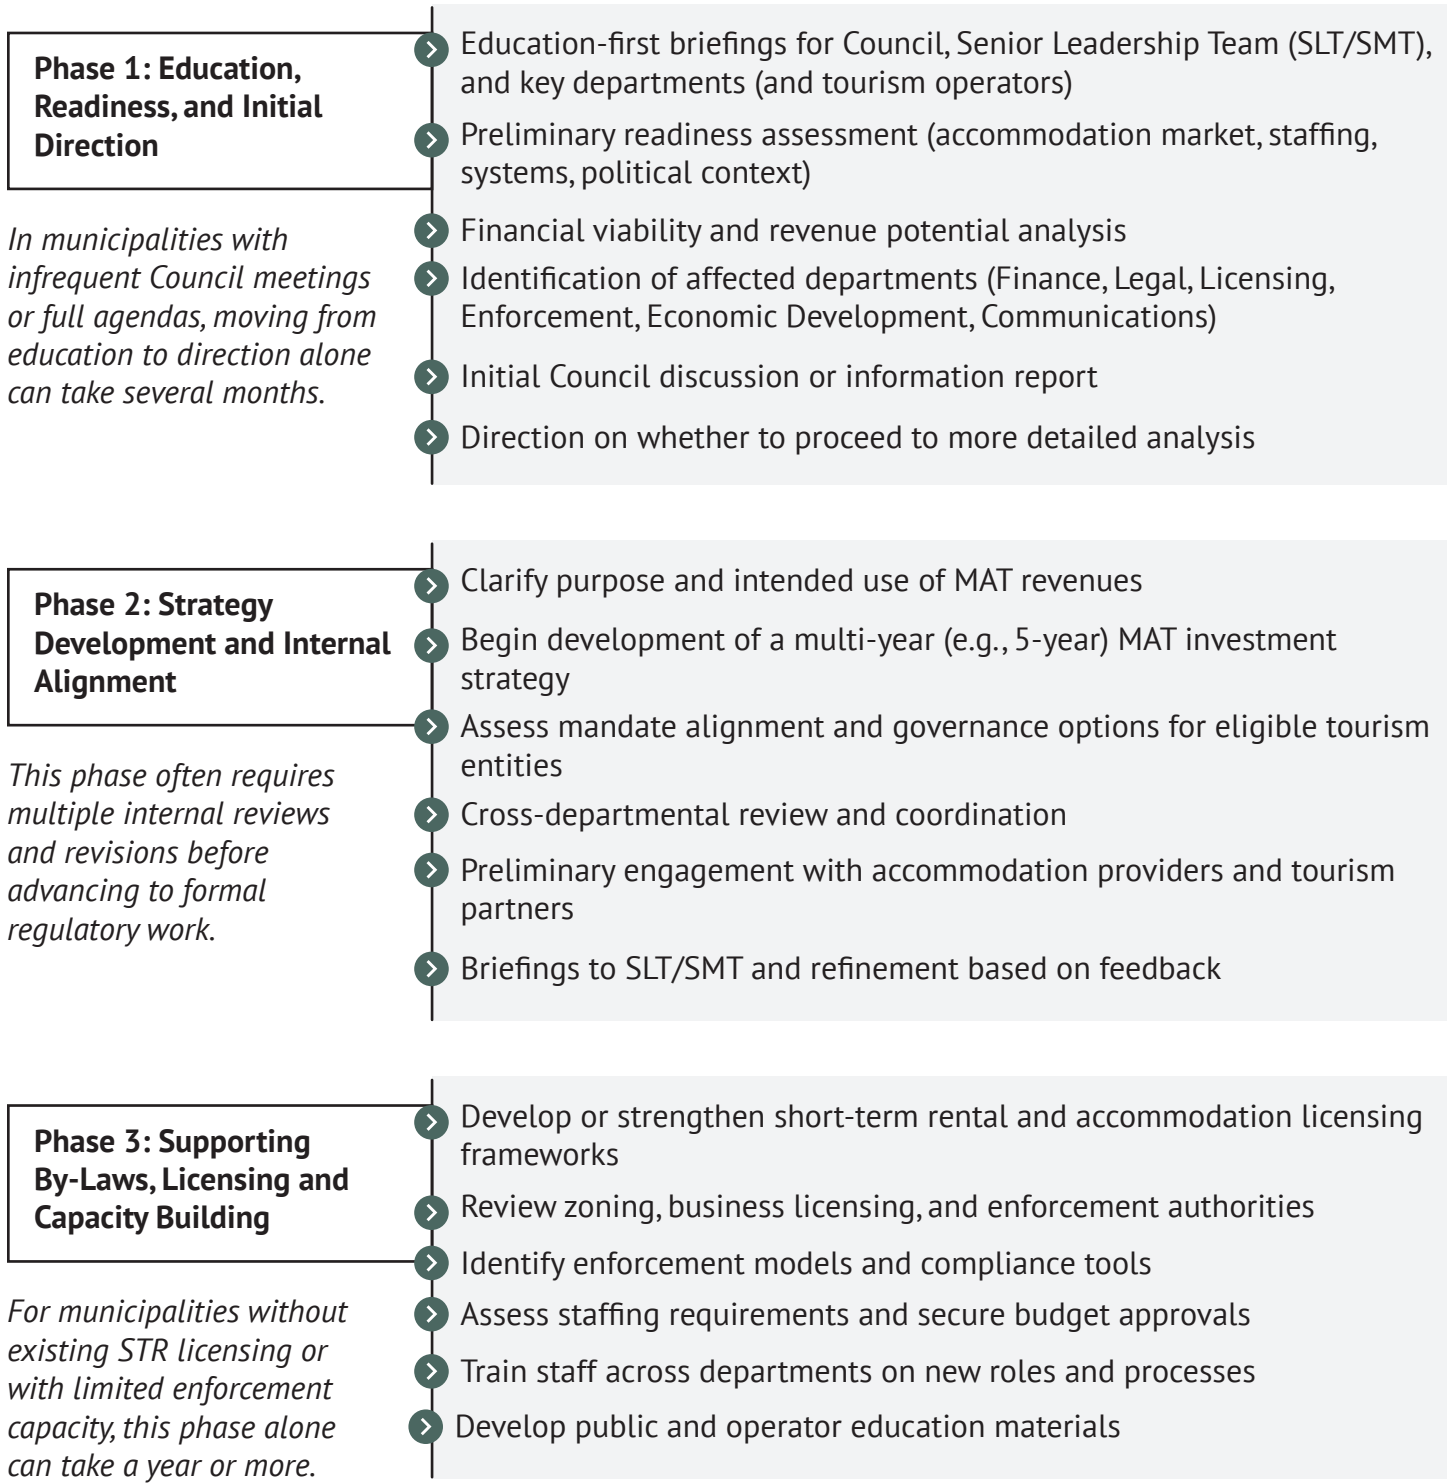 Phase 1: Education,
Readiness, and Initial
Direction
In municipalities with
infrequent Council meetings
or full agendas, moving from
education to direction alone
can take several months.
Education-first briefings for Council, Senior Leadership Team (SLT/SMT),
and key departments (and tourism operators)
Preliminary readiness assessment (accommodation market, staffing,
systems, political context)
Financial viability and revenue potential analysis
Identification of affected departments (Finance, Legal, Licensing,
Enforcement, Economic Development, Communications)
Initial Council discussion or information report
Direction on whether to proceed to more detailed analysis
Phase 2: Strategy
Development and Internal
Alignment
This phase often requires
multiple internal reviews
and revisions before
advancing to formal
regulatory work.
Clarify purpose and intended use of MAT revenues
Begin development of a multi-year (e.g., 5-year) MAT investment
strategy
Assess mandate alignment and governance options for eligible tourism
entities
Cross-departmental review and coordination
Preliminary engagement with accommodation providers and tourism
partners
Briefings to SLT/SMT and refinement based on feedback
Phase 3: Supporting
By-Laws, Licensing and
Capacity Building
For municipalities without
existing STR licensing or
with limited enforcement
capacity, this phase alone
can take a year or more.
Develop or strengthen short-term rental and accommodation licensing
frameworks
Review zoning, business licensing, and enforcement authorities
Identify enforcement models and compliance tools
Assess staffing requirements and secure budget approvals
Train staff across departments on new roles and processes
Develop public and operator education materials